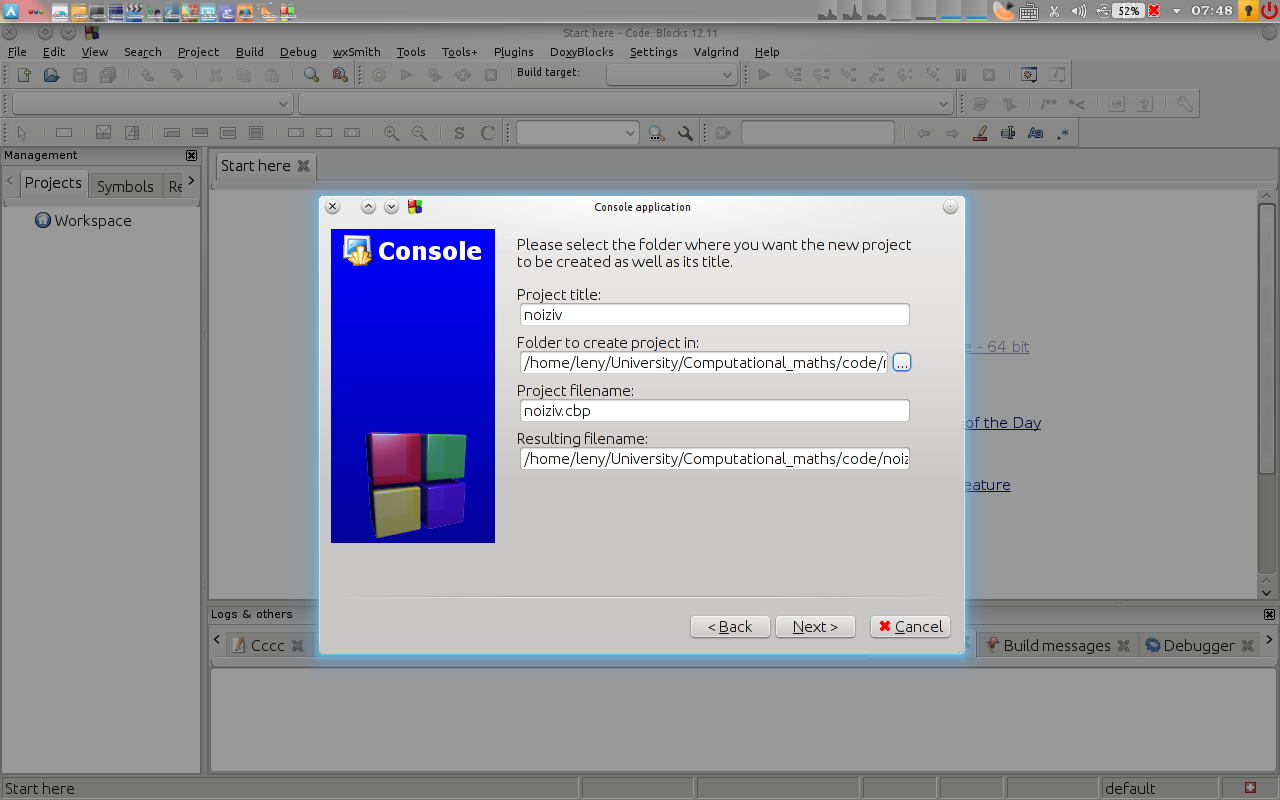 52%
07:48
Start here - Code::Blocks 12.11
File Edit View Search Project Build Debug wxSmith Tools Tools+ Plugins DoxyBlocks Settings Valgrind Help
Build target:
/** *<
S C Aa .*
Management
Projects Symbols Re
Workspace
Start here
Console application
Console
Please select the folder where you want the new project
to be created as well as its title.
Project title:
noiziv
Folder to create project in:
/home/leny/University/Computational_maths/code/
...
Project filename:
noiziv.cbp
Resulting filename:
/home/leny/University/Computational_maths/code/noiz
- 64 bit
of the Day
eature
< Back Next > Cancel
Logs & others
Cccc Build messages Debugger
Start here default